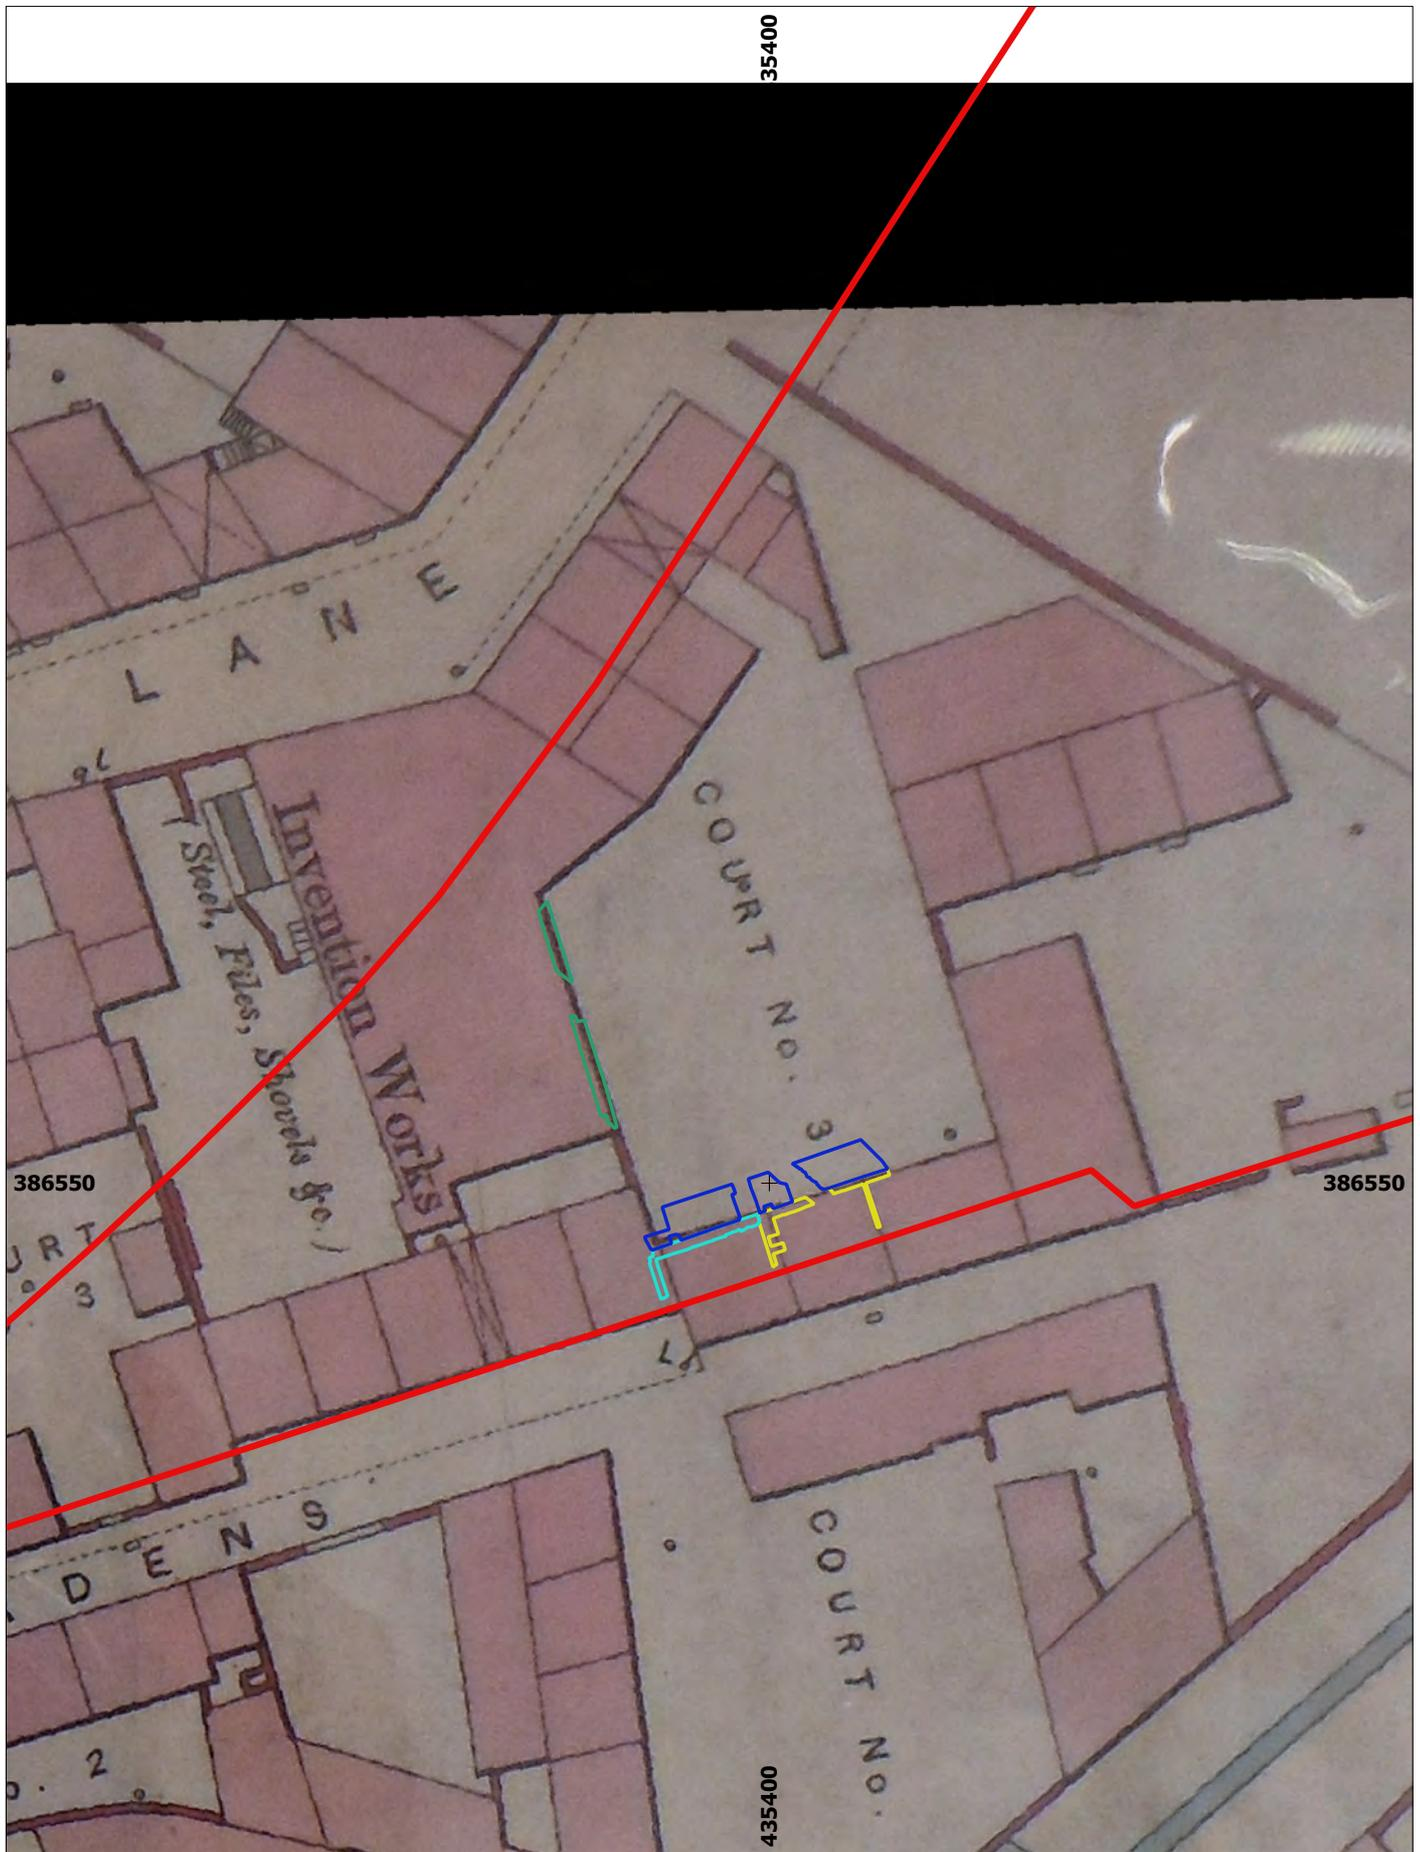 35400
LANE
Invention Works
(Steel, Files, Shovels &c.)
COURT No. 3
386550
386550
URT
o. 3
DENS
COURT No.
o. 2
435400